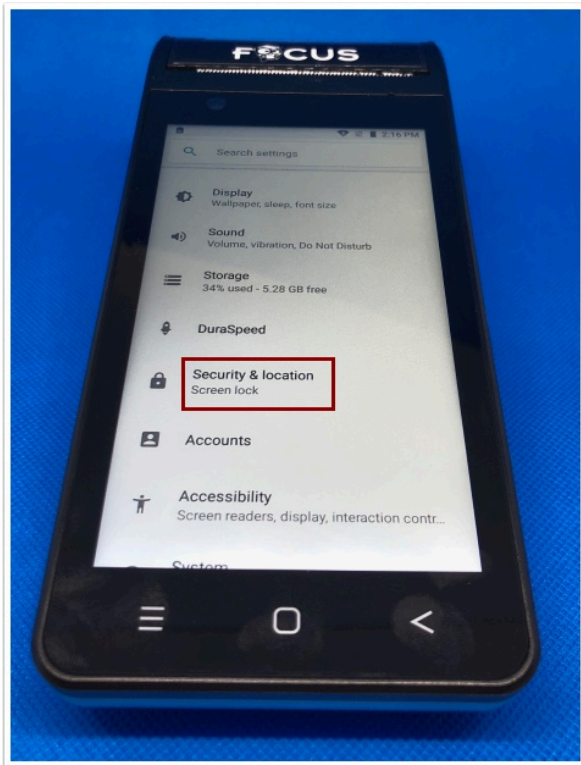 FOCUS
2:16 PM
Search settings
Display
Wallpaper, sleep, font size
Sound
Volume, vibration, Do Not Disturb
Storage
34% used - 5.28 GB free
DuraSpeed
Security & location
Screen lock
Accounts
Accessibility
Screen readers, display, interaction contr...
System